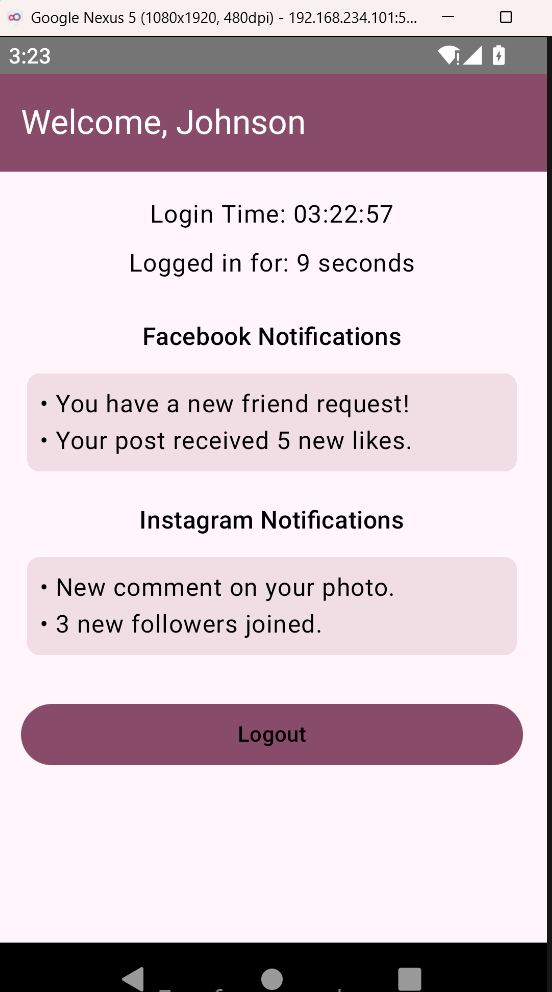 Google Nexus 5 (1080x1920, 480dpi) - 192.168.234.101:5...
3:23
Welcome, Johnson
Login Time: 03:22:57
Logged in for: 9 seconds
Facebook Notifications
• You have a new friend request!
• Your post received 5 new likes.
Instagram Notifications
• New comment on your photo.
• 3 new followers joined.
Logout